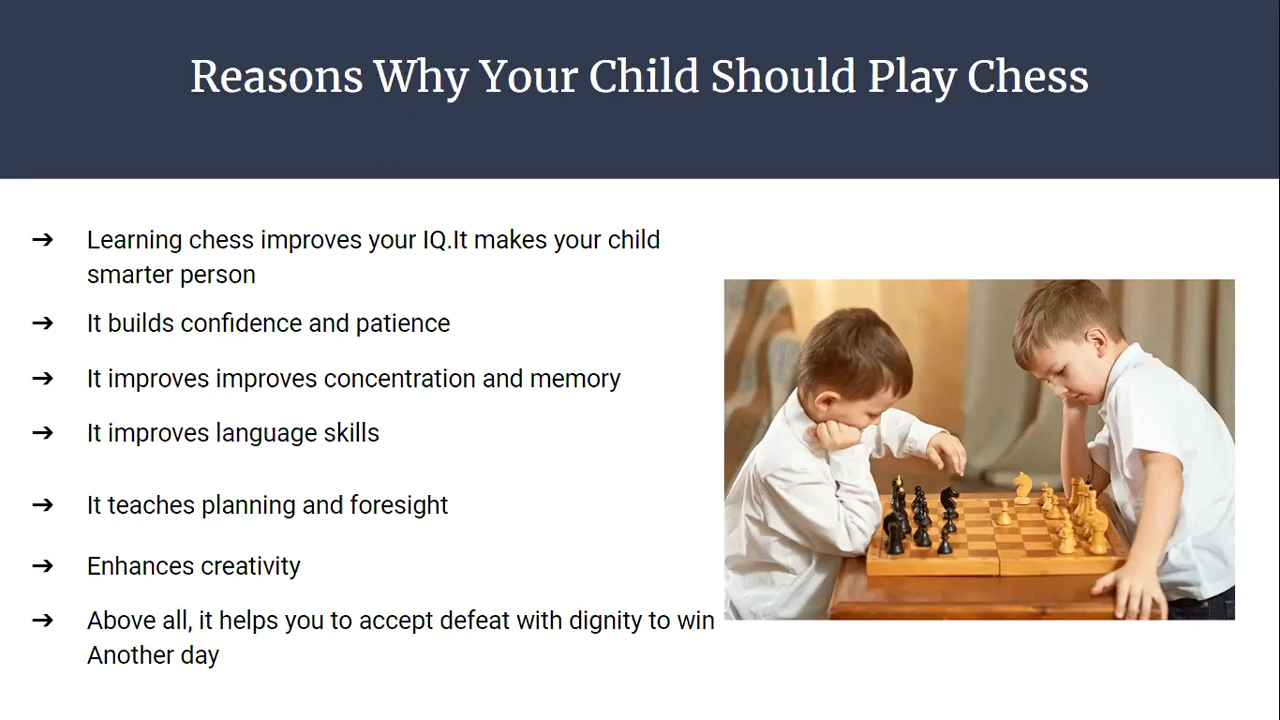 Reasons Why Your Child Should Play Chess
➔ Learning chess improves your IQ.It makes your child
smarter person
➔ It builds confidence and patience
➔ It improves improves concentration and memory
➔ It improves language skills
➔ It teaches planning and foresight
➔ Enhances creativity
➔ Above all, it helps you to accept defeat with dignity to win
Another day